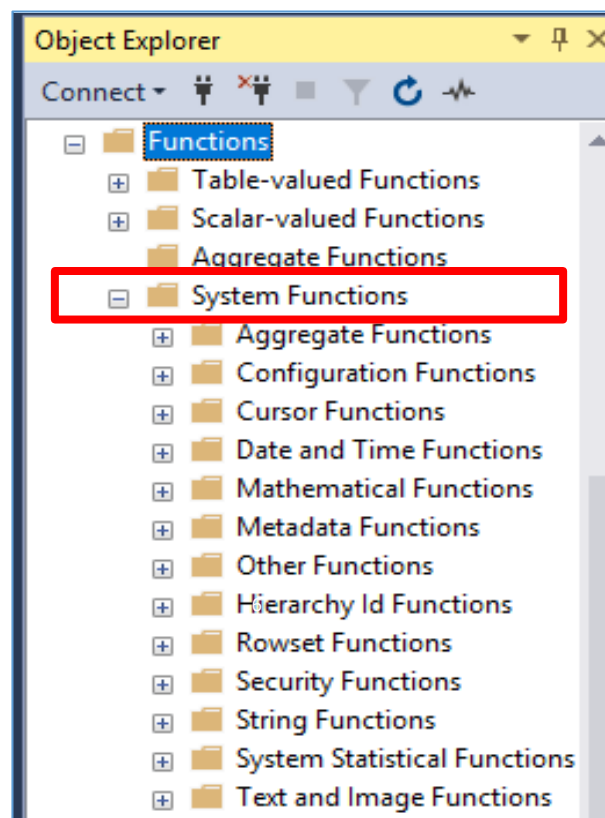 Object Explorer
Connect
Functions
Table-valued Functions
Scalar-valued Functions
Aggregate Functions
System Functions
Aggregate Functions
Configuration Functions
Cursor Functions
Date and Time Functions
Mathematical Functions
Metadata Functions
Other Functions
Hierarchy Id Functions
Rowset Functions
Security Functions
String Functions
System Statistical Functions
Text and Image Functions